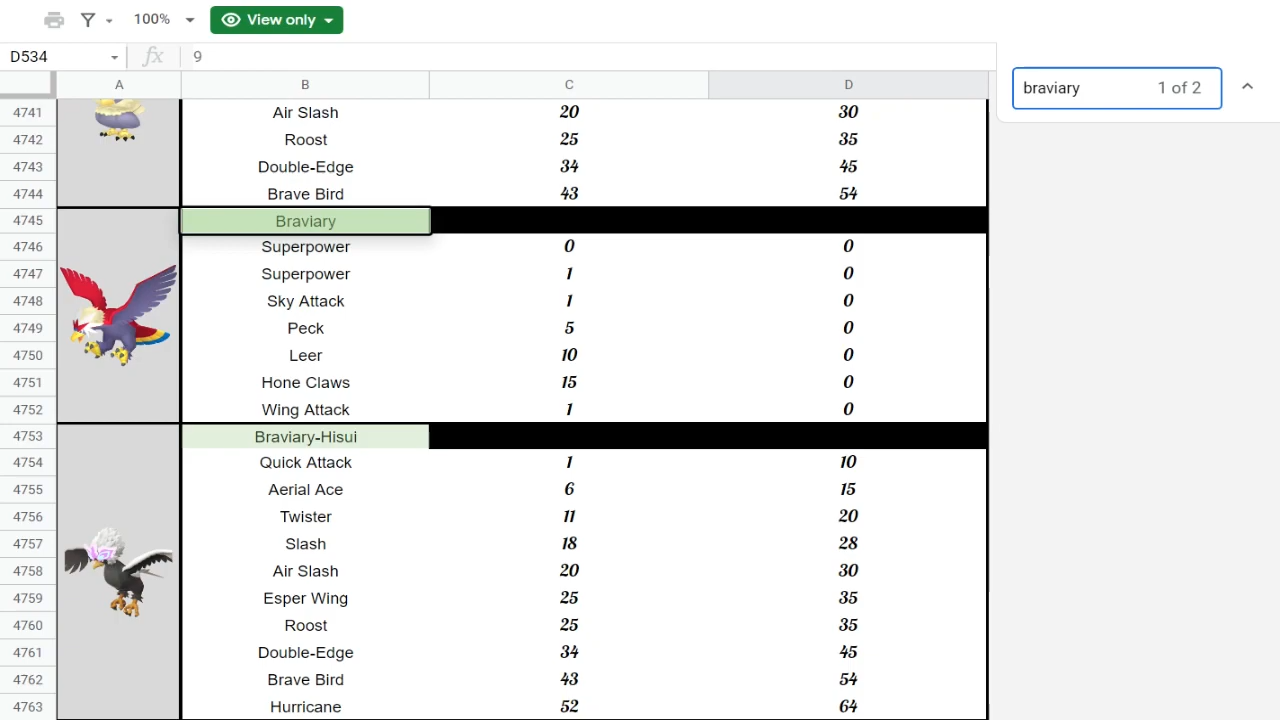 100% View only
D534 fx 9
braviary 1 of 2
A B C D
4741 Air Slash 20 30
4742 Roost 25 35
4743 Double-Edge 34 45
4744 Brave Bird 43 54
4745 Braviary
4746 Superpower 0 0
4747 Superpower 1 0
4748 Sky Attack 1 0
4749 Peck 5 0
4750 Leer 10 0
4751 Hone Claws 15 0
4752 Wing Attack 1 0
4753 Braviary-Hisui
4754 Quick Attack 1 10
4755 Aerial Ace 6 15
4756 Twister 11 20
4757 Slash 18 28
4758 Air Slash 20 30
4759 Esper Wing 25 35
4760 Roost 25 35
4761 Double-Edge 34 45
4762 Brave Bird 43 54
4763 Hurricane 52 64